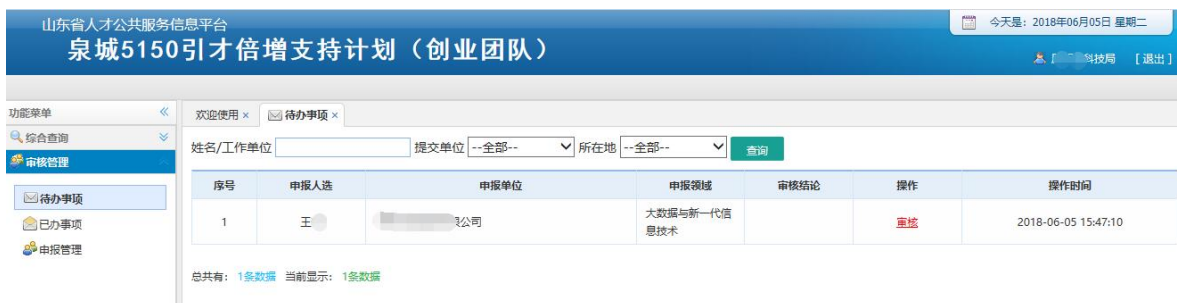 山东省人才公共服务信息平台
泉城5150引才倍增支持计划（创业团队）
今天是：2018年06月05日 星期二
科技局 [退出]
功能菜单
综合查询
审核管理
待办事项
已办事项
申报管理
欢迎使用 × 待办事项 ×
姓名/工作单位 提交单位 --全部-- 所在地 --全部-- 查询
序号 申报人选 申报单位 申报领域 审核结论 操作 操作时间
1 王 公司 大数据与新一代信 审核 2018-06-05 15:47:10
息技术
总共有：1条数据 当前显示：1条数据